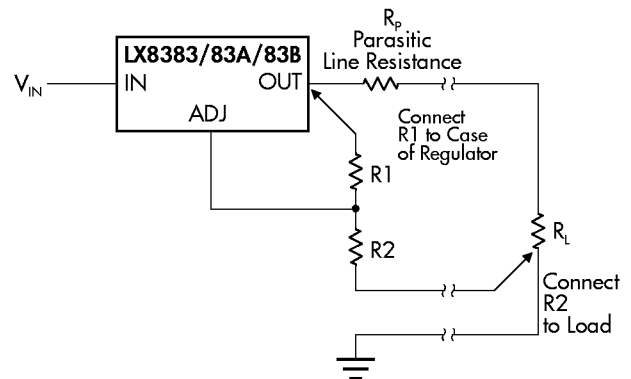 R_P
Parasitic
Line Resistance
LX8383/83A/83B
V_IN
IN
OUT
ADJ
Connect
R1 to Case
of Regulator
R1
R2
R_L
Connect
R2
to Load